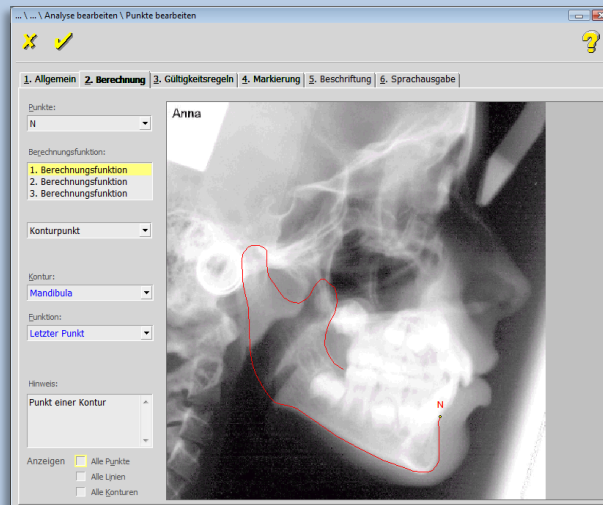 ... \ ... \ Analyse bearbeiten \ Punkte bearbeiten
1. Allgemein 2. Berechnung 3. Gültigkeitsregeln 4. Markierung 5. Beschriftung 6. Sprachausgabe
Punkte:
N
Berechnungsfunktion:
1. Berechnungsfunktion
2. Berechnungsfunktion
3. Berechnungsfunktion
Konturpunkt
Kontur:
Mandibula
Funktion:
Letzter Punkt
Hinweis:
Punkt einer Kontur
Anzeigen Alle Punkte
Alle Linien
Alle Konturen
Anna
N